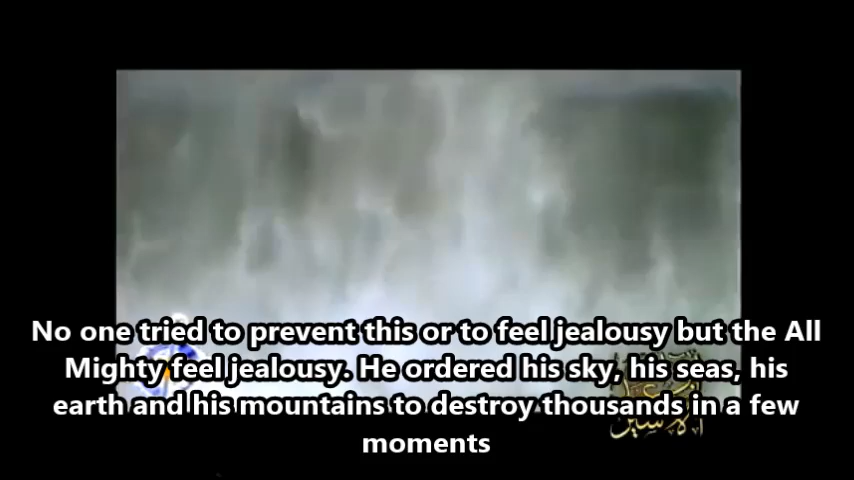 No one tried to prevent this or to feel jealousy but the All
Mighty feel jealousy. He ordered his sky, his seas, his
earth and his mountains to destroy thousands in a few
moments